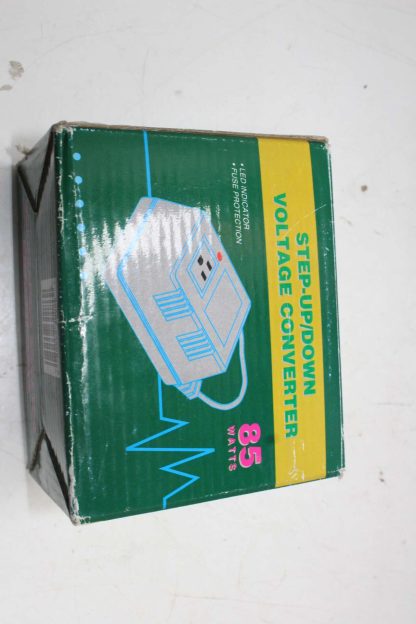 STEP-UP/DOWN
VOLTAGE CONVERTER
• LED INDICATOR
• FUSE PROTECTION
85
WATTS